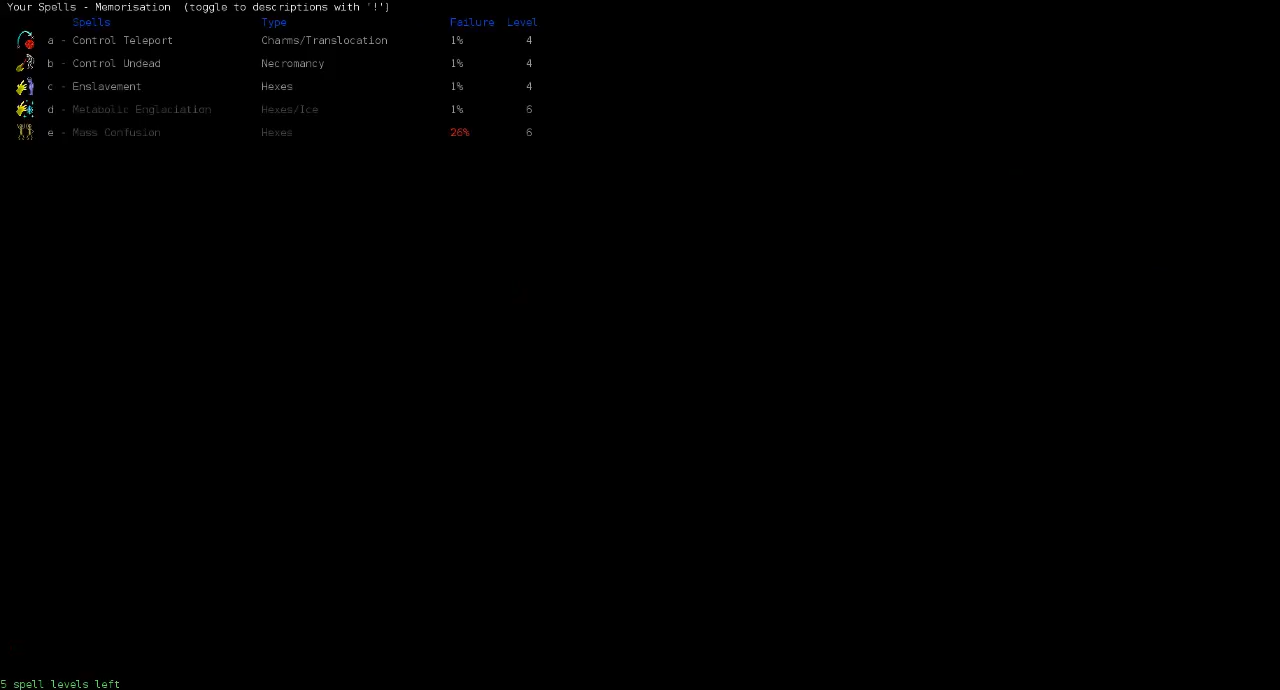 Your Spells - Memorisation  (toggle to descriptions with '!')
Spells Type Failure Level
a - Control Teleport Charms/Translocation 1% 4
b - Control Undead Necromancy 1% 4
c - Enslavement Hexes 1% 4
d - Metabolic Englaciation Hexes/Ice 1% 6
e - Mass Confusion Hexes 26% 6
5 spell levels left